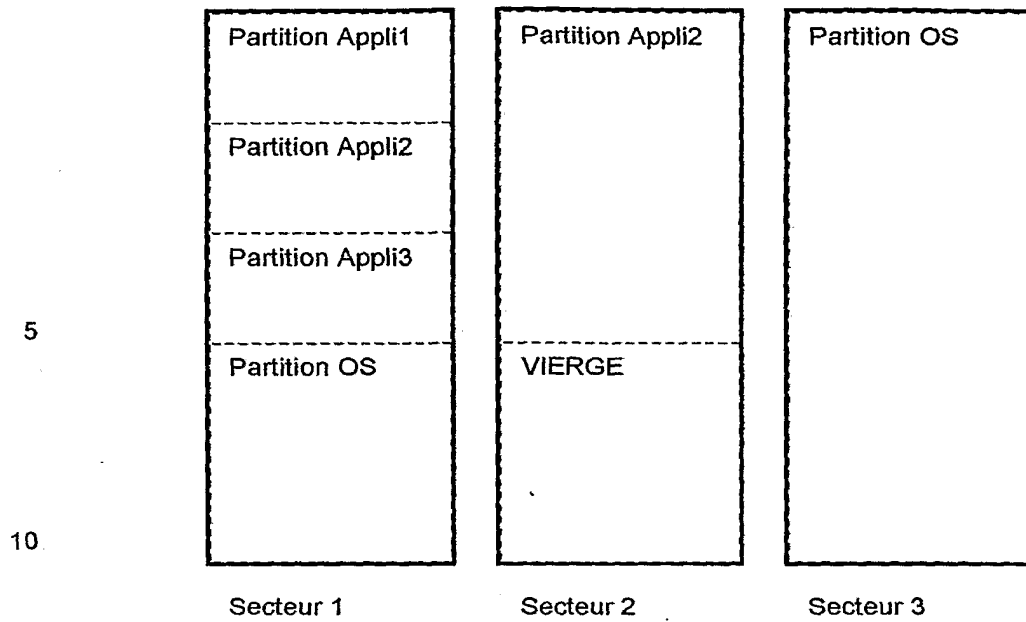 Partition Appli1 Partition Appli2 Partition OS
Partition Appli2
Partition Appli3
5
Partition OS VIERGE
10
Secteur 1 Secteur 2 Secteur 3